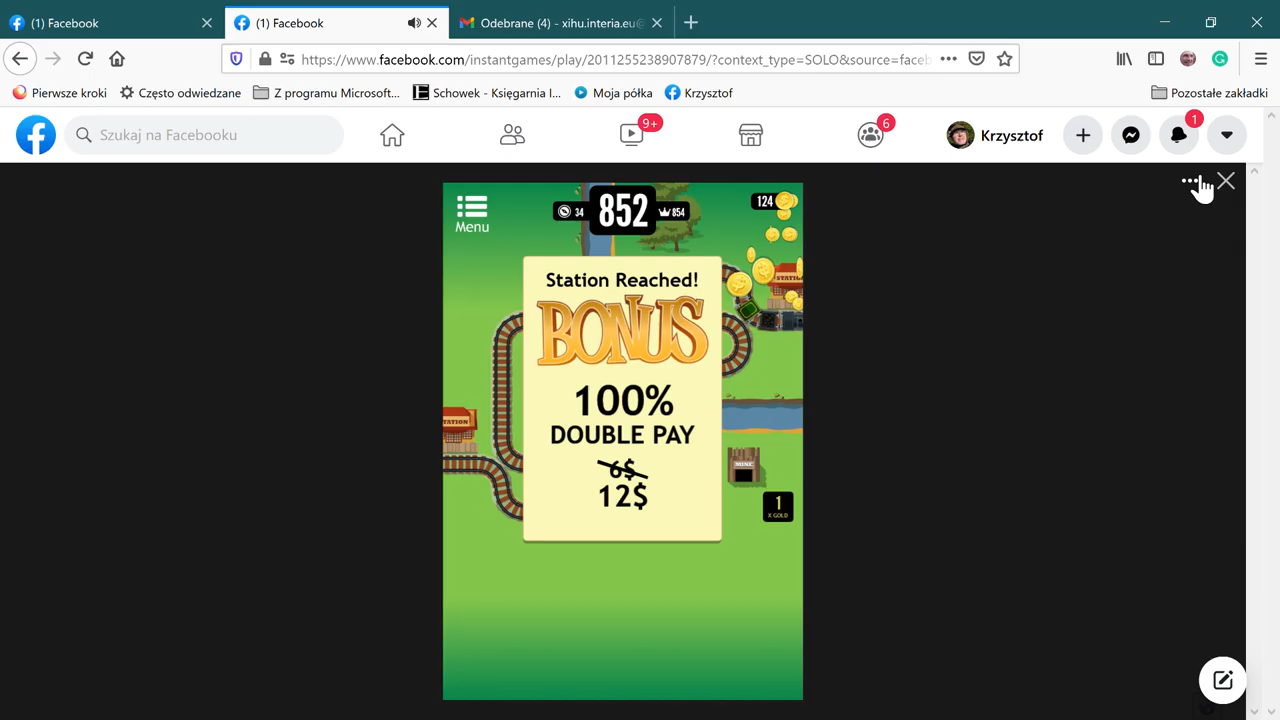 (1) Facebook
(1) Facebook
Odebrane (4) - xihu.interia.eu@
https://www.facebook.com/instantgames/play/2011255238907879/?context_type=SOLO&source=faceb
Pierwsze kroki
Często odwiedzane
Z programu Microsoft...
Schowek - Księgarnia I...
Moja półka
Krzysztof
Pozostałe zakładki
Szukaj na Facebooku
9+
6
Krzysztof
1
Menu
34
852
854
124
Station Reached!
BONUS
100%
DOUBLE PAY
6$
12$
STATION
MINE
1
X GOLD